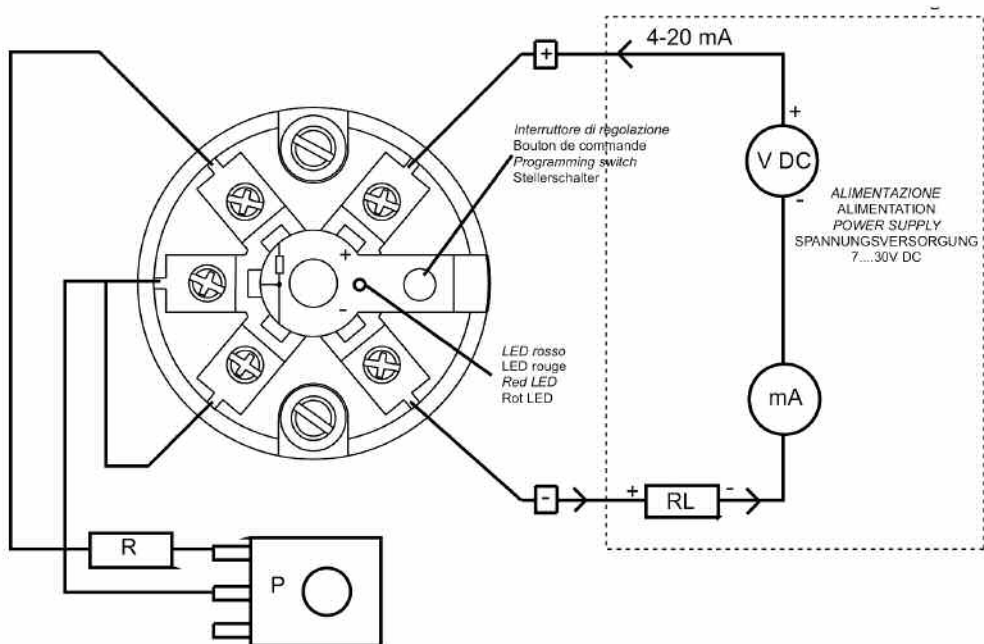 4-20 mA
+
+
Interruttore di regolazione
Bouton de commande
Programming switch
Stellerschalter
V DC
-
ALIMENTAZIONE
ALIMENTATION
POWER SUPPLY
SPANNUNGSVERSORGUNG
7....30V DC
+
-
LED rosso
LED rouge
Red LED
Rot LED
mA
-
+
RL
-
R
P